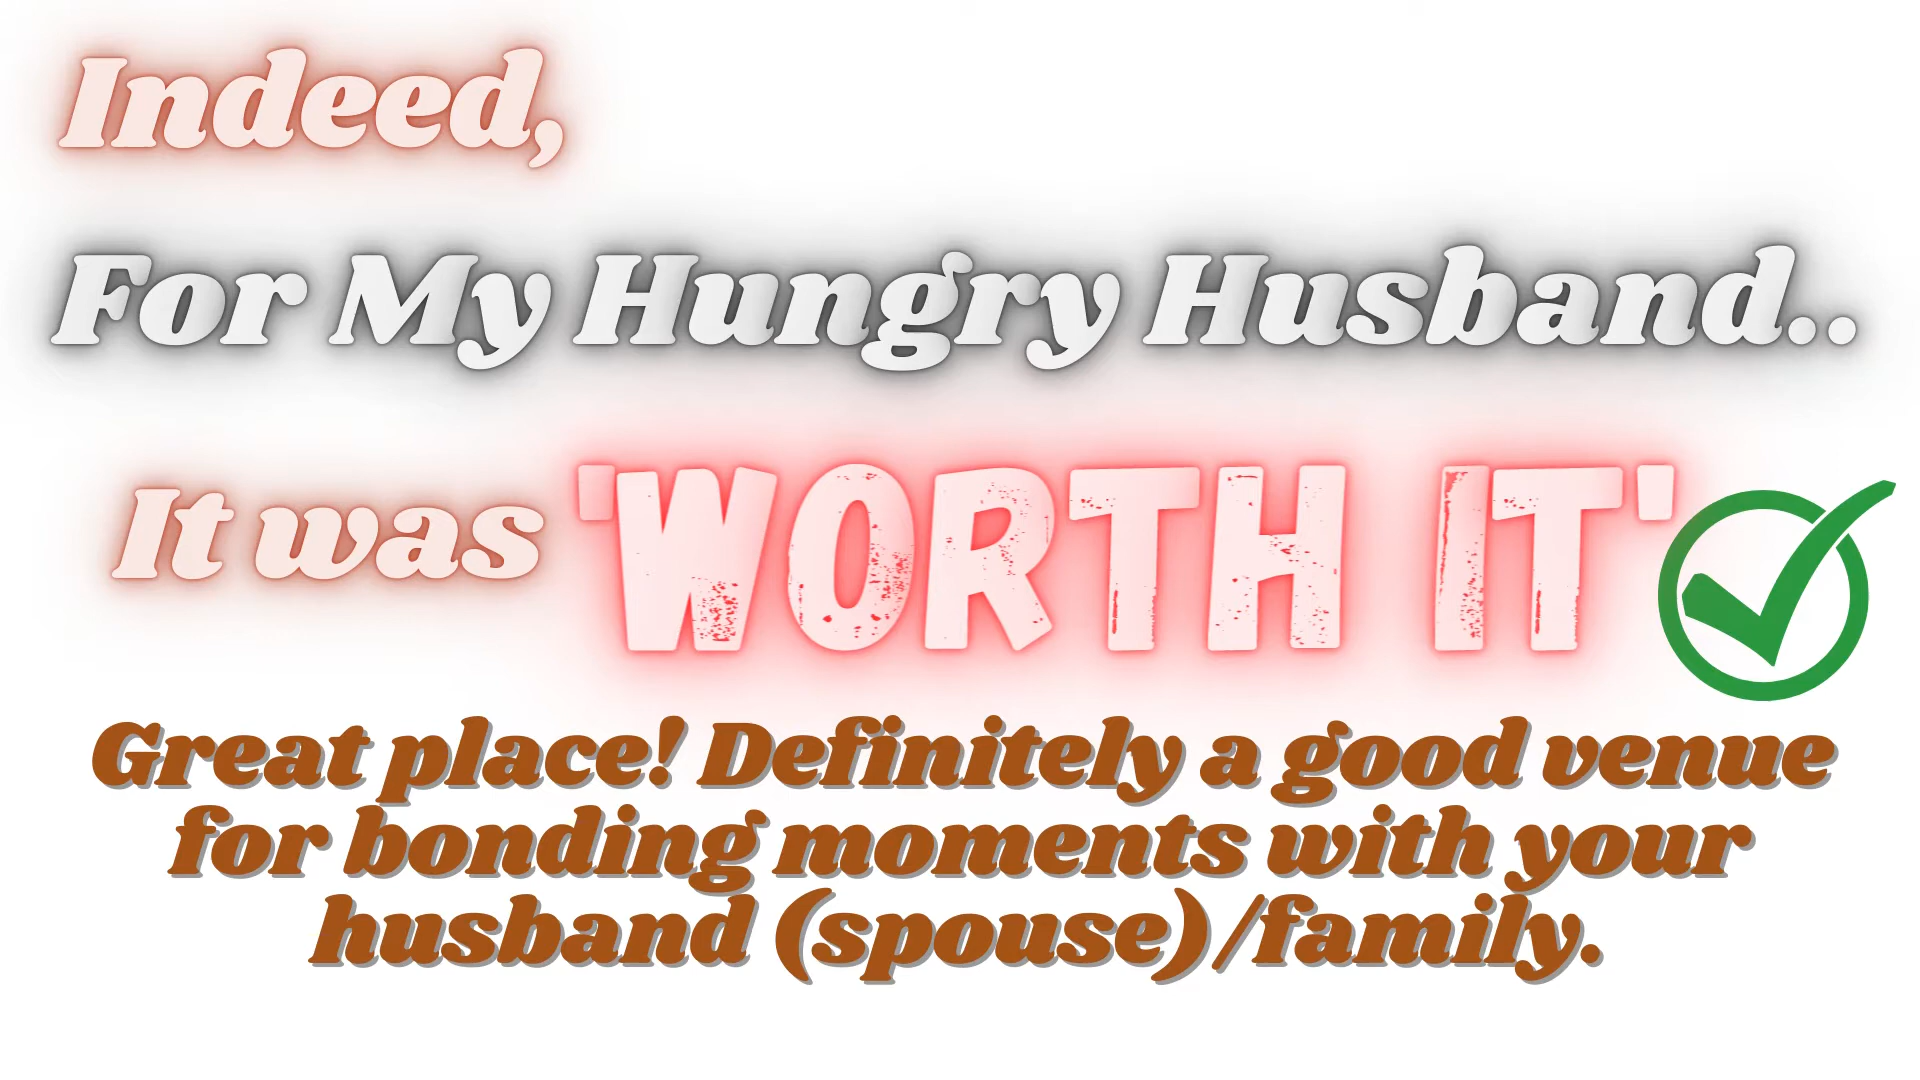 Indeed,
For My Hungry Husband..
It was 'WORTH IT'
Great place! Definitely a good venue
for bonding moments with your
husband (spouse)/family.